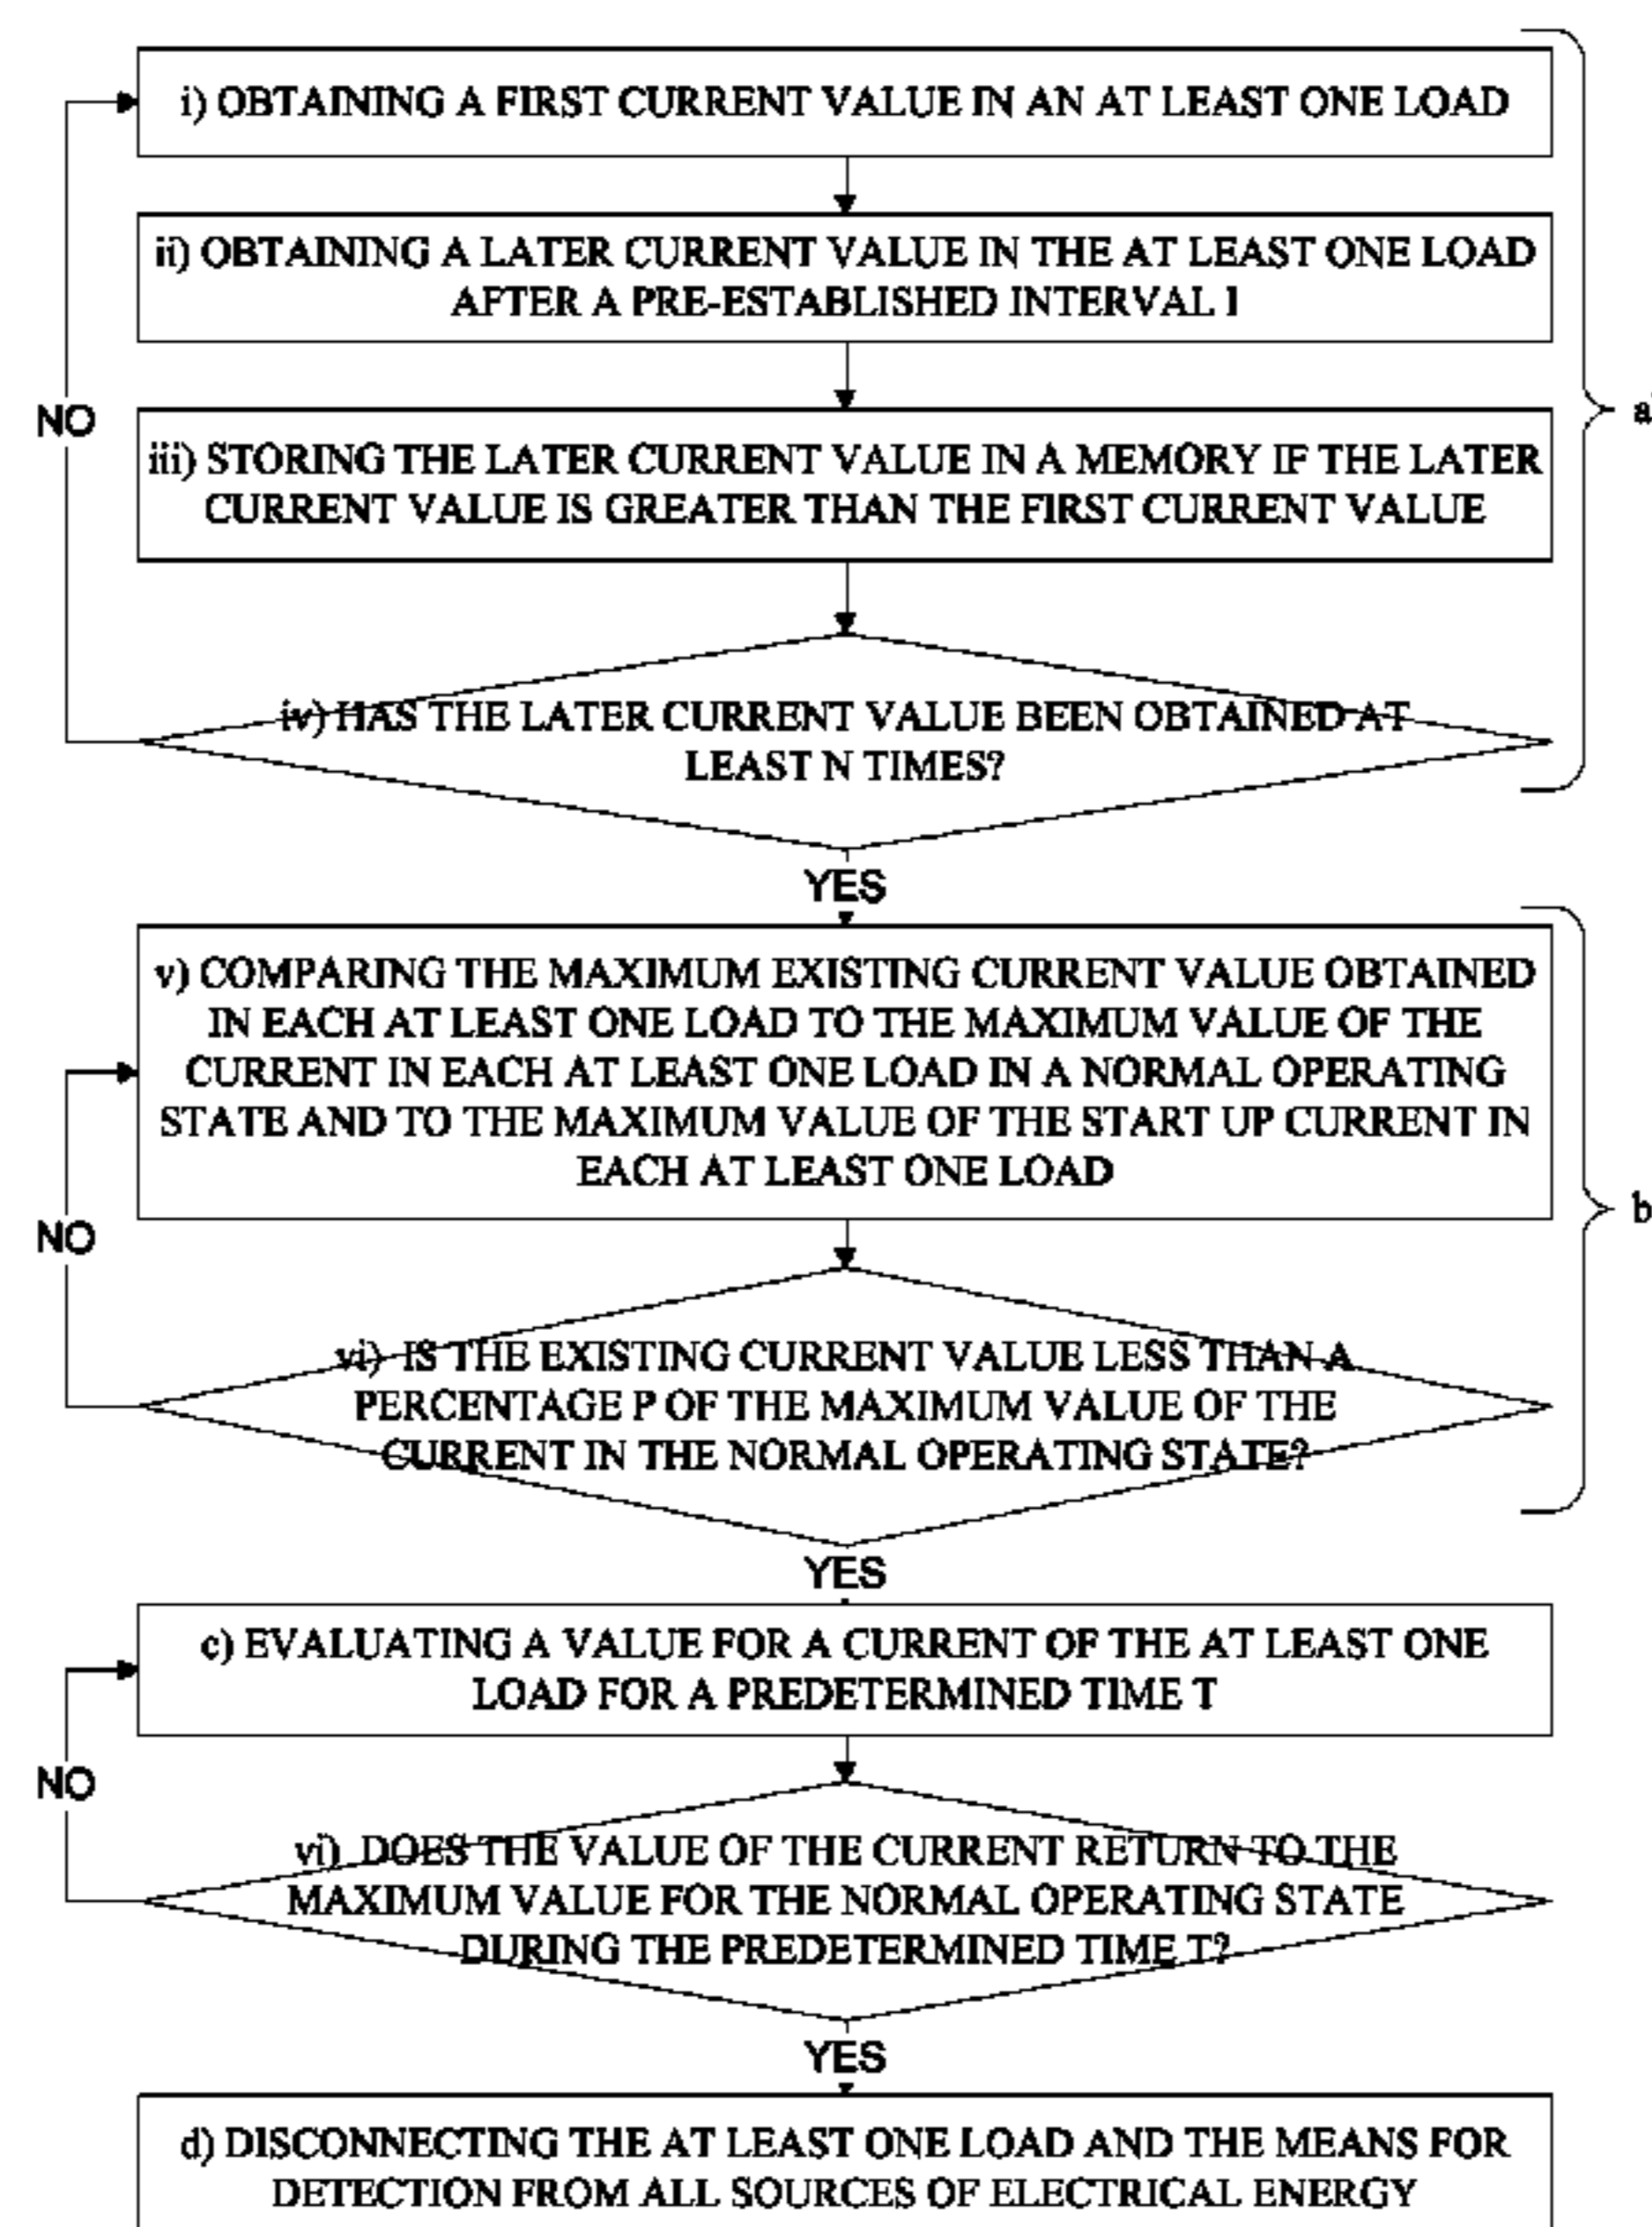 i) OBTAINING A FIRST CURRENT VALUE IN AN AT LEAST ONE LOAD
ii) OBTAINING A LATER CURRENT VALUE IN THE AT LEAST ONE LOAD
AFTER A PRE-ESTABLISHED INTERVAL I
NO
a
iii) STORING THE LATER CURRENT VALUE IN A MEMORY IF THE LATER
CURRENT VALUE IS GREATER THAN THE FIRST CURRENT VALUE
iv) HAS THE LATER CURRENT VALUE BEEN OBTAINED AT
LEAST N TIMES?
YES
v) COMPARING THE MAXIMUM EXISTING CURRENT VALUE OBTAINED
IN EACH AT LEAST ONE LOAD TO THE MAXIMUM VALUE OF THE
CURRENT IN EACH AT LEAST ONE LOAD IN A NORMAL OPERATING
STATE AND TO THE MAXIMUM VALUE OF THE START UP CURRENT IN
EACH AT LEAST ONE LOAD
b
NO
vi) IS THE EXISTING CURRENT VALUE LESS THAN A
PERCENTAGE P OF THE MAXIMUM VALUE OF THE
CURRENT IN THE NORMAL OPERATING STATE?
YES
c) EVALUATING A VALUE FOR A CURRENT OF THE AT LEAST ONE
LOAD FOR A PREDETERMINED TIME T
NO
vi) DOES THE VALUE OF THE CURRENT RETURN TO THE
MAXIMUM VALUE FOR THE NORMAL OPERATING STATE
DURING THE PREDETERMINED TIME T?
YES
d) DISCONNECTING THE AT LEAST ONE LOAD AND THE MEANS FOR
DETECTION FROM ALL SOURCES OF ELECTRICAL ENERGY